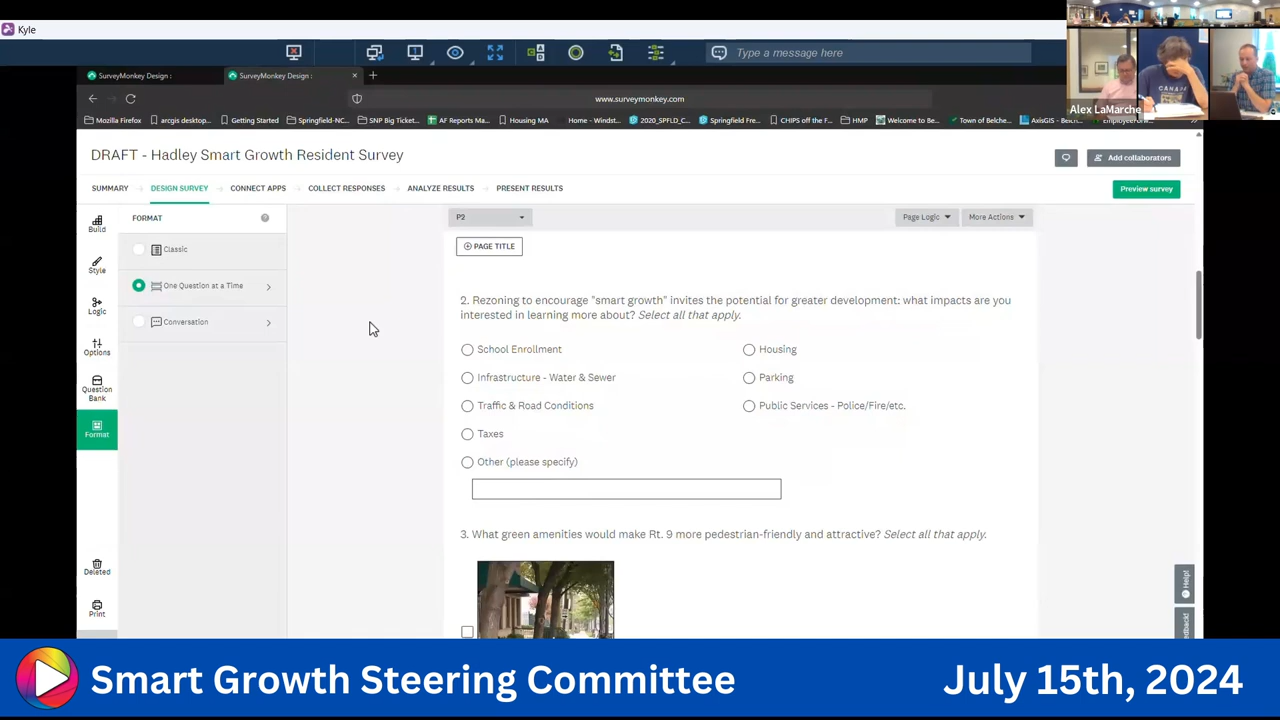 Kyle
Type a message here
CANADA
Alex LaMarche
SurveyMonkey Design :
SurveyMonkey Design :
www.surveymonkey.com
Mozilla Firefox
arcgis desktop...
Getting Started
Springfield-NC...
SNP Big Ticket...
AF Reports Ma...
Housing MA
Home - Windst...
2020_SPFLD_C...
Springfield Fre...
CHIPS off the F...
HMP
Welcome to Be...
Town of Belche...
AxisGIS - Belch...
DRAFT - Hadley Smart Growth Resident Survey
Add collaborators
SUMMARY
DESIGN SURVEY
CONNECT APPS
COLLECT RESPONSES
ANALYZE RESULTS
PRESENT RESULTS
Preview survey
Build
Style
Logic
Options
Question
Bank
Format
Deleted
Print
FORMAT
Classic
One Question at a Time
Conversation
P2
Page Logic
More Actions
PAGE TITLE
2. Rezoning to encourage "smart growth" invites the potential for greater development: what impacts are you
interested in learning more about? Select all that apply.
School Enrollment
Housing
Infrastructure - Water & Sewer
Parking
Traffic & Road Conditions
Public Services - Police/Fire/etc.
Taxes
Other (please specify)
3. What green amenities would make Rt. 9 more pedestrian-friendly and attractive? Select all that apply.
Help!
Smart Growth Steering Committee
July 15th, 2024